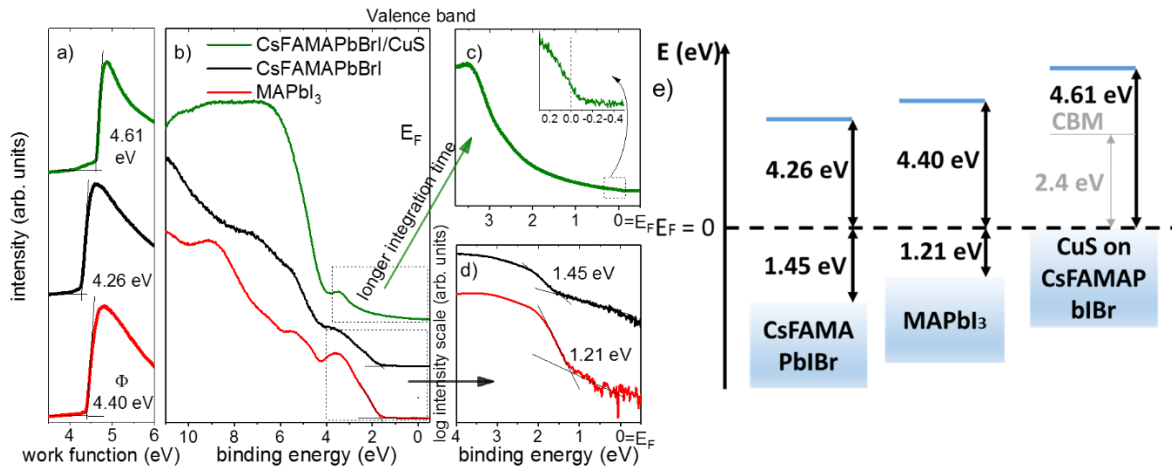 Valence band
a)
4.61
eV
4.26 eV
Φ
4.40 eV
4
5
6
work function (eV)
intensity (arb. units)
b)
CsFAMAPbBrI/CuS
CsFAMAPbBrI
MAPbI₃
E_F
longer integration time
10
8
6
4
2
0
binding energy (eV)
c)
0.2 0.0 -0.2 -0.4
3
2
1
0=E_F
d)
1.45 eV
1.21 eV
log intensity scale (arb. units)
4
3
2
1
0=E_F
binding energy (eV)
e)
E (eV)
4.26 eV
4.40 eV
4.61 eV
CBM
2.4 eV
E_F = 0
1.45 eV
1.21 eV
CsFAMA
PbIBr
MAPbI₃
CuS on
CsFAMAP
bIBr